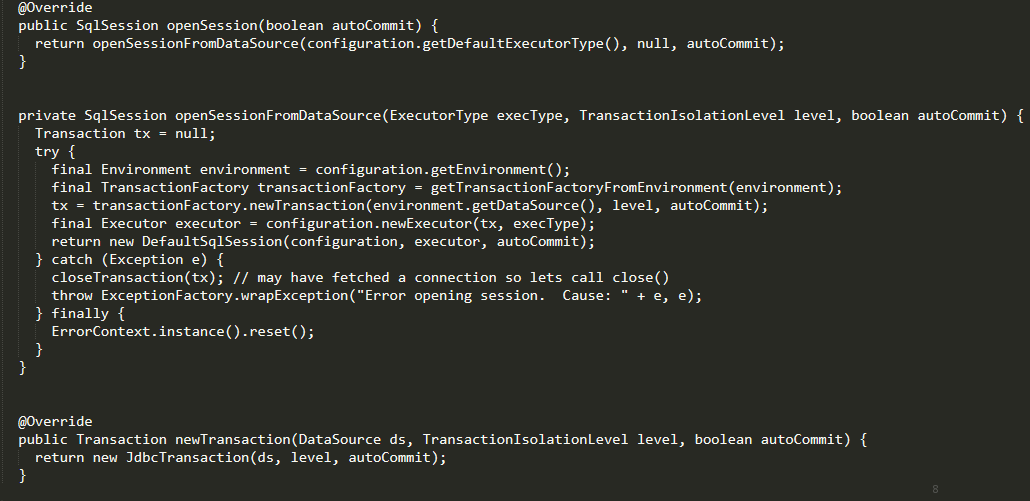 @Override
public SqlSession openSession(boolean autoCommit) {
return openSessionFromDataSource(configuration.getDefaultExecutorType(), null, autoCommit);
}
private SqlSession openSessionFromDataSource(ExecutorType execType, TransactionIsolationLevel level, boolean autoCommit) {
Transaction tx = null;
try {
final Environment environment = configuration.getEnvironment();
final TransactionFactory transactionFactory = getTransactionFactoryFromEnvironment(environment);
tx = transactionFactory.newTransaction(environment.getDataSource(), level, autoCommit);
final Executor executor = configuration.newExecutor(tx, execType);
return new DefaultSqlSession(configuration, executor, autoCommit);
} catch (Exception e) {
closeTransaction(tx); // may have fetched a connection so lets call close()
throw ExceptionFactory.wrapException("Error opening session.  Cause: " + e, e);
} finally {
ErrorContext.instance().reset();
}
}
@Override
public Transaction newTransaction(DataSource ds, TransactionIsolationLevel level, boolean autoCommit) {
return new JdbcTransaction(ds, level, autoCommit);
}
8